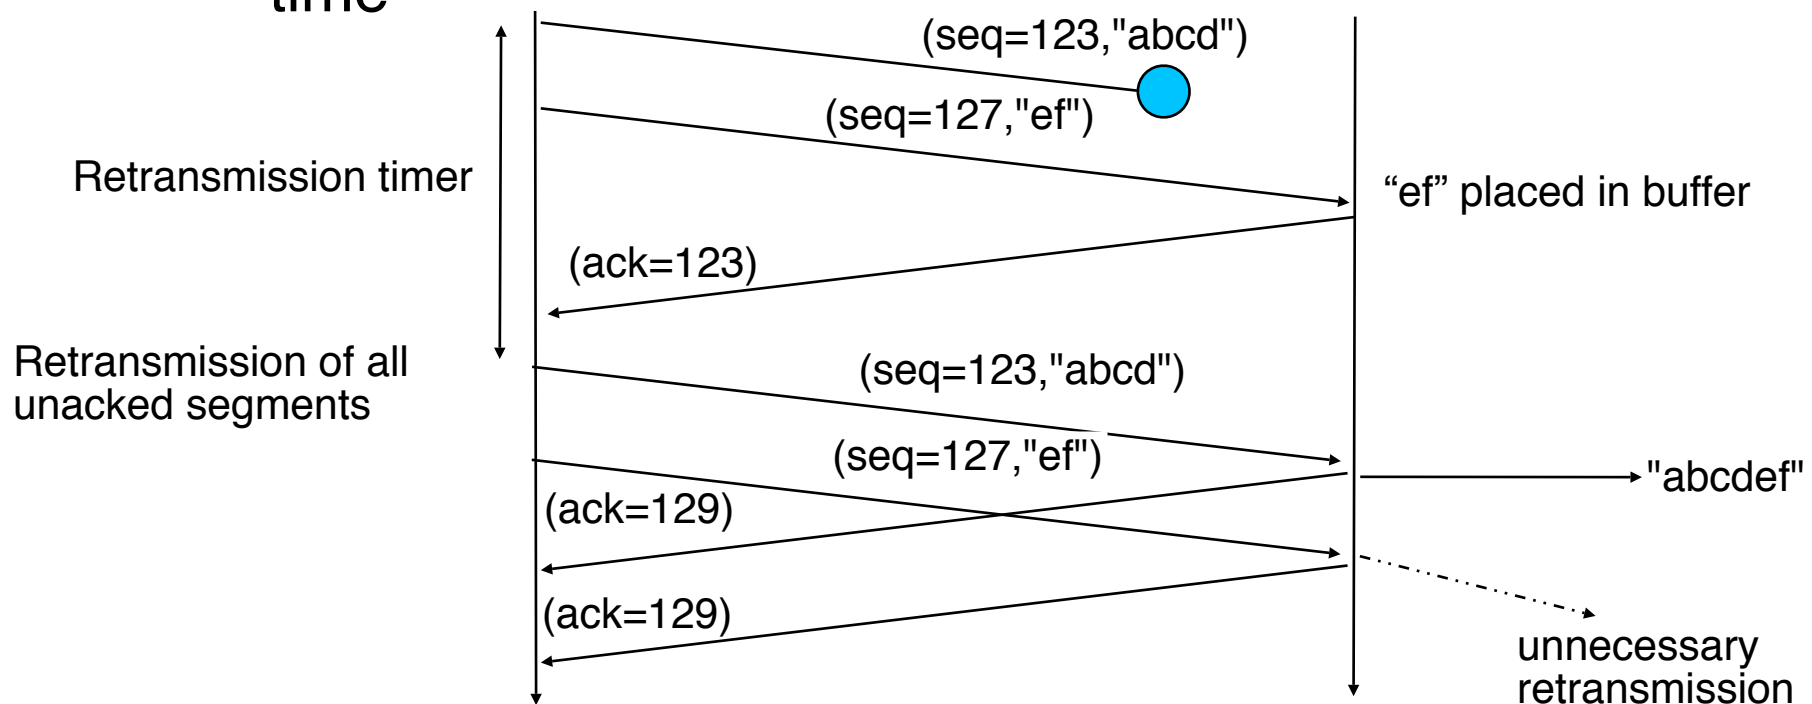 time
(seq=123,"abcd")
(seq=127,"ef")
Retransmission timer
“ef” placed in buffer
(ack=123)
Retransmission of all
unacked segments
(seq=123,"abcd")
(seq=127,"ef")
"abcdef"
(ack=129)
(ack=129)
unnecessary
retransmission